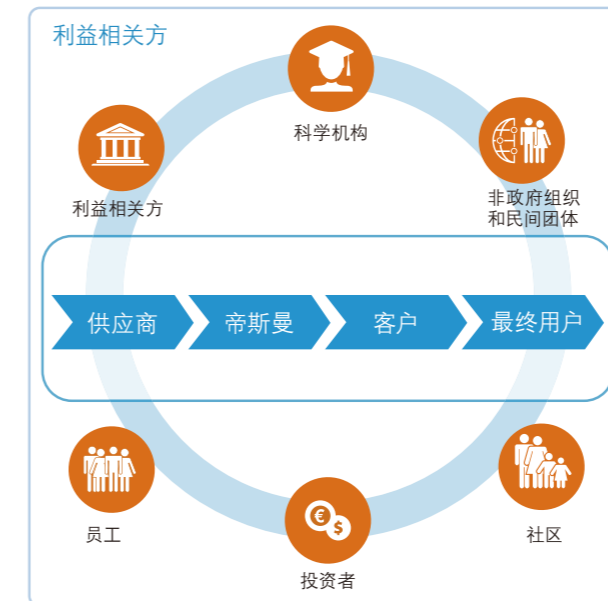 利益相关方
科学机构
利益相关方
非政府组织
和民间团体
供应商
帝斯曼
客户
最终用户
员工
社区
投资者
€
$